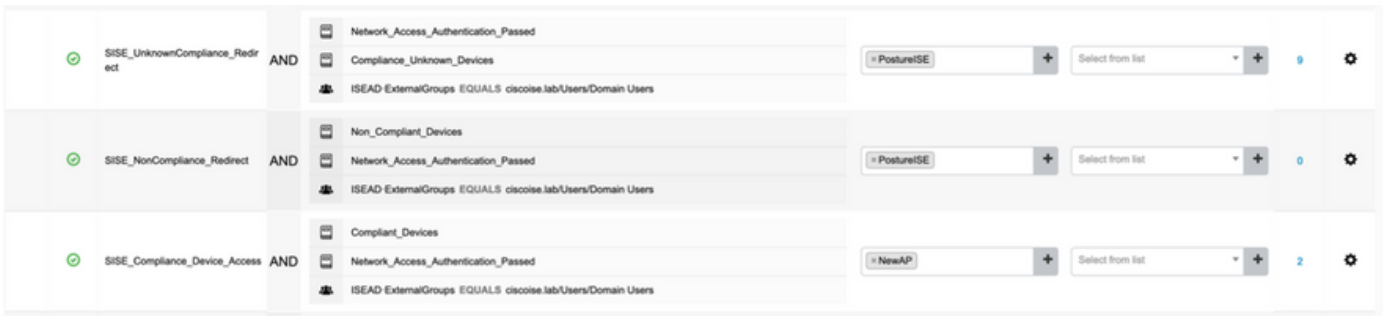 Network_Access_Authentication_Passed
SISE_UnknownCompliance_Redir
ect
AND
Compliance_Unknown_Devices
× PostureISE
+
Select from list
+
9
ISEAD·ExternalGroups EQUALS ciscoise.lab/Users/Domain Users
Non_Compliant_Devices
SISE_NonCompliance_Redirect
AND
Network_Access_Authentication_Passed
× PostureISE
+
Select from list
+
0
ISEAD·ExternalGroups EQUALS ciscoise.lab/Users/Domain Users
Compliant_Devices
SISE_Compliance_Device_Access
AND
Network_Access_Authentication_Passed
× NewAP
+
Select from list
+
2
ISEAD·ExternalGroups EQUALS ciscoise.lab/Users/Domain Users